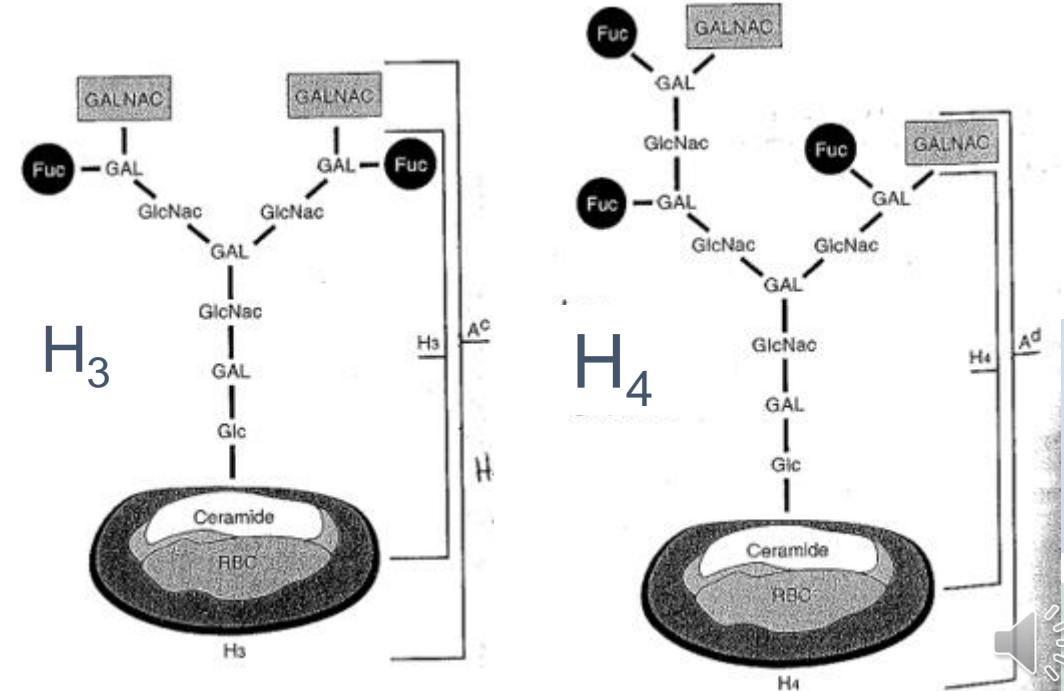 GALNAC
GALNAC
Fuc
GAL
GAL
Fuc
GlcNac
GlcNac
GAL
GlcNac
H₃
GAL
Glc
Ceramide
RBC
H₃
H₃
Aᶜ
H
Fuc
GALNAC
GAL
GlcNac
Fuc
GAL
Fuc
GALNAC
GAL
GlcNac
GlcNac
GAL
GlcNac
H₄
GAL
Glc
Ceramide
RBC
H₄
H₄
Aᵈ